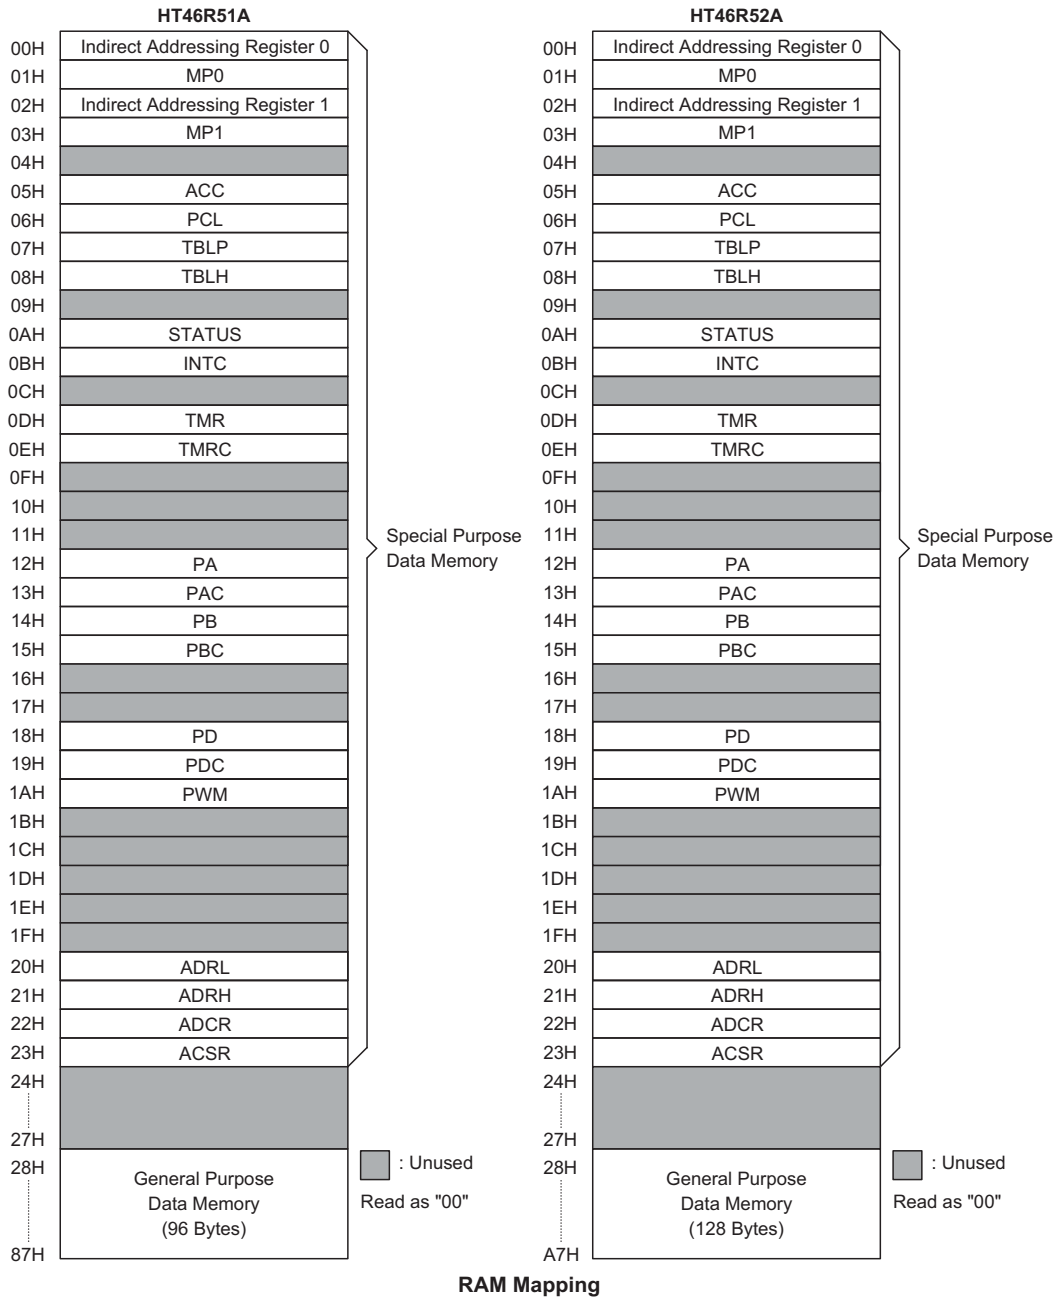 HT46R51A
00H Indirect Addressing Register 0
01H MP0
02H Indirect Addressing Register 1
03H MP1
04H
05H ACC
06H PCL
07H TBLP
08H TBLH
09H
0AH STATUS
0BH INTC
0CH
0DH TMR
0EH TMRC
0FH
10H
11H
12H PA
13H PAC
14H PB
15H PBC
16H
17H
18H PD
19H PDC
1AH PWM
1BH
1CH
1DH
1EH
1FH
20H ADRL
21H ADRH
22H ADCR
23H ACSR
24H
27H
28H
General Purpose
Data Memory
(96 Bytes)
87H
Special Purpose
Data Memory
: Unused
Read as "00"
HT46R52A
00H Indirect Addressing Register 0
01H MP0
02H Indirect Addressing Register 1
03H MP1
04H
05H ACC
06H PCL
07H TBLP
08H TBLH
09H
0AH STATUS
0BH INTC
0CH
0DH TMR
0EH TMRC
0FH
10H
11H
12H PA
13H PAC
14H PB
15H PBC
16H
17H
18H PD
19H PDC
1AH PWM
1BH
1CH
1DH
1EH
1FH
20H ADRL
21H ADRH
22H ADCR
23H ACSR
24H
27H
28H
General Purpose
Data Memory
(128 Bytes)
A7H
Special Purpose
Data Memory
: Unused
Read as "00"
RAM Mapping